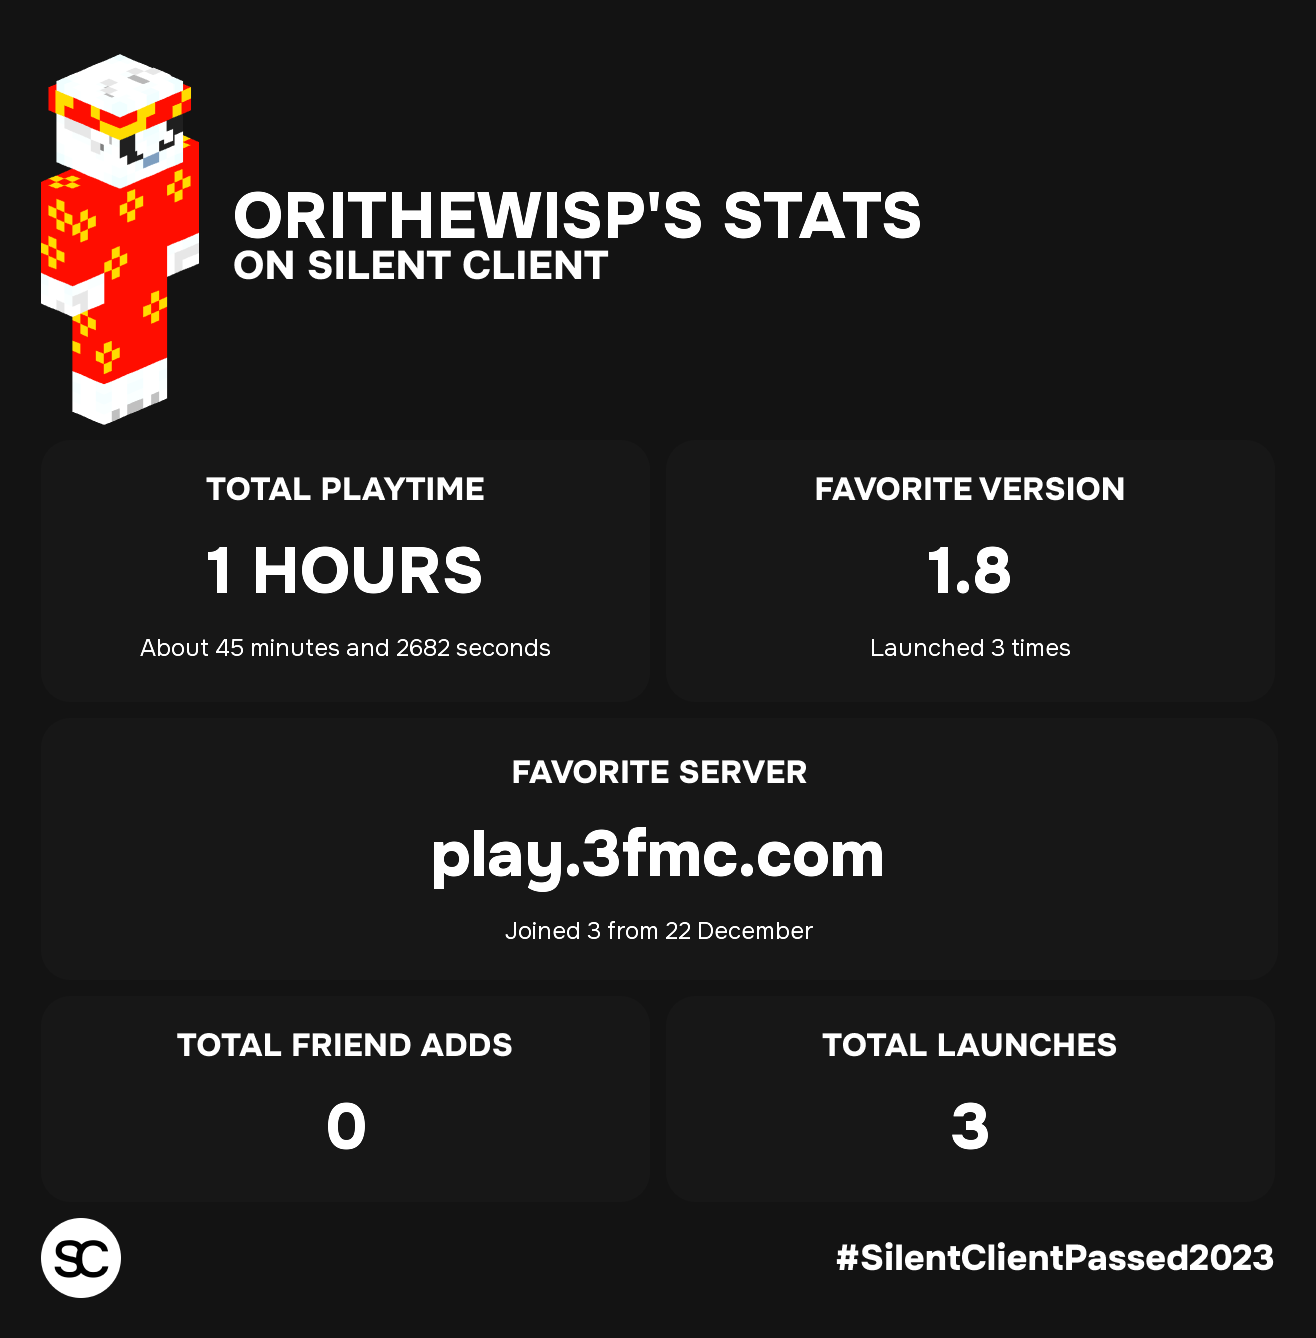 ORITHEWISP'S STATS
ON SILENT CLIENT
TOTAL PLAYTIME
1 HOURS
About 45 minutes and 2682 seconds
FAVORITE VERSION
1.8
Launched 3 times
FAVORITE SERVER
play.3fmc.com
Joined 3 from 22 December
TOTAL FRIEND ADDS
0
TOTAL LAUNCHES
3
SC
#SilentClientPassed2023